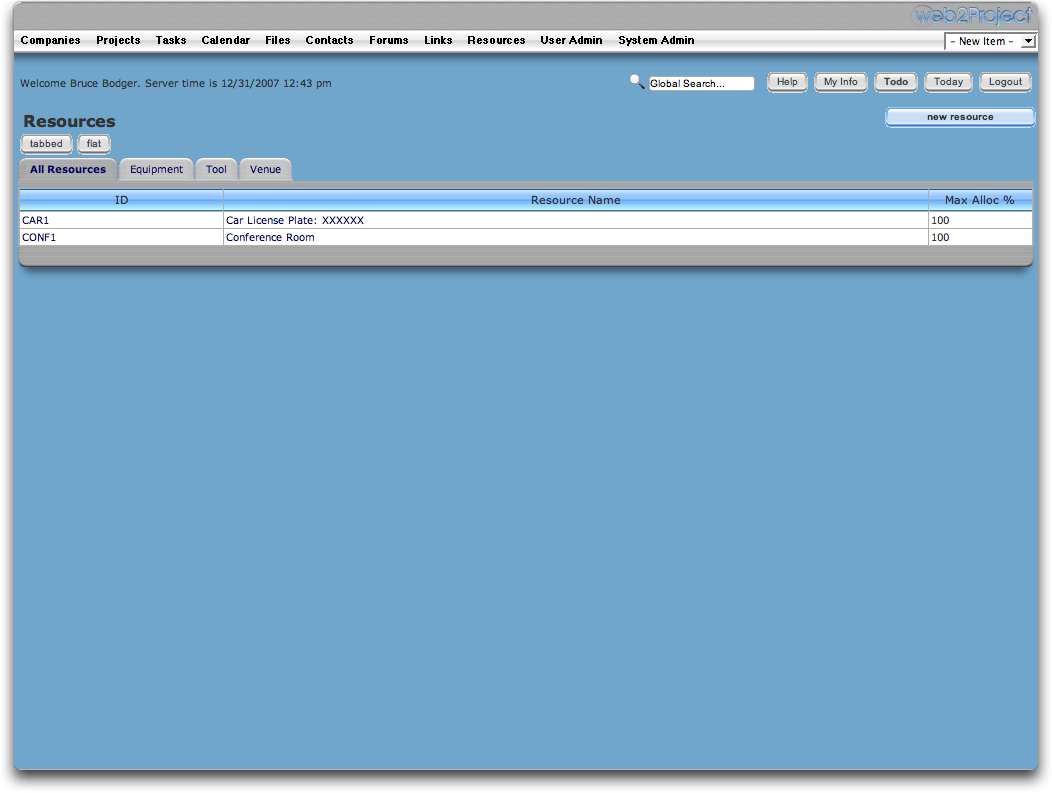 web2Project
Companies Projects Tasks Calendar Files Contacts Forums Links Resources User Admin System Admin - New Item -
Welcome Bruce Bodger. Server time is 12/31/2007 12:43 pm Global Search... Help My Info Todo Today Logout
Resources new resource
tabbed flat
All Resources Equipment Tool Venue
ID Resource Name Max Alloc %
CAR1 Car License Plate: XXXXXX 100
CONF1 Conference Room 100